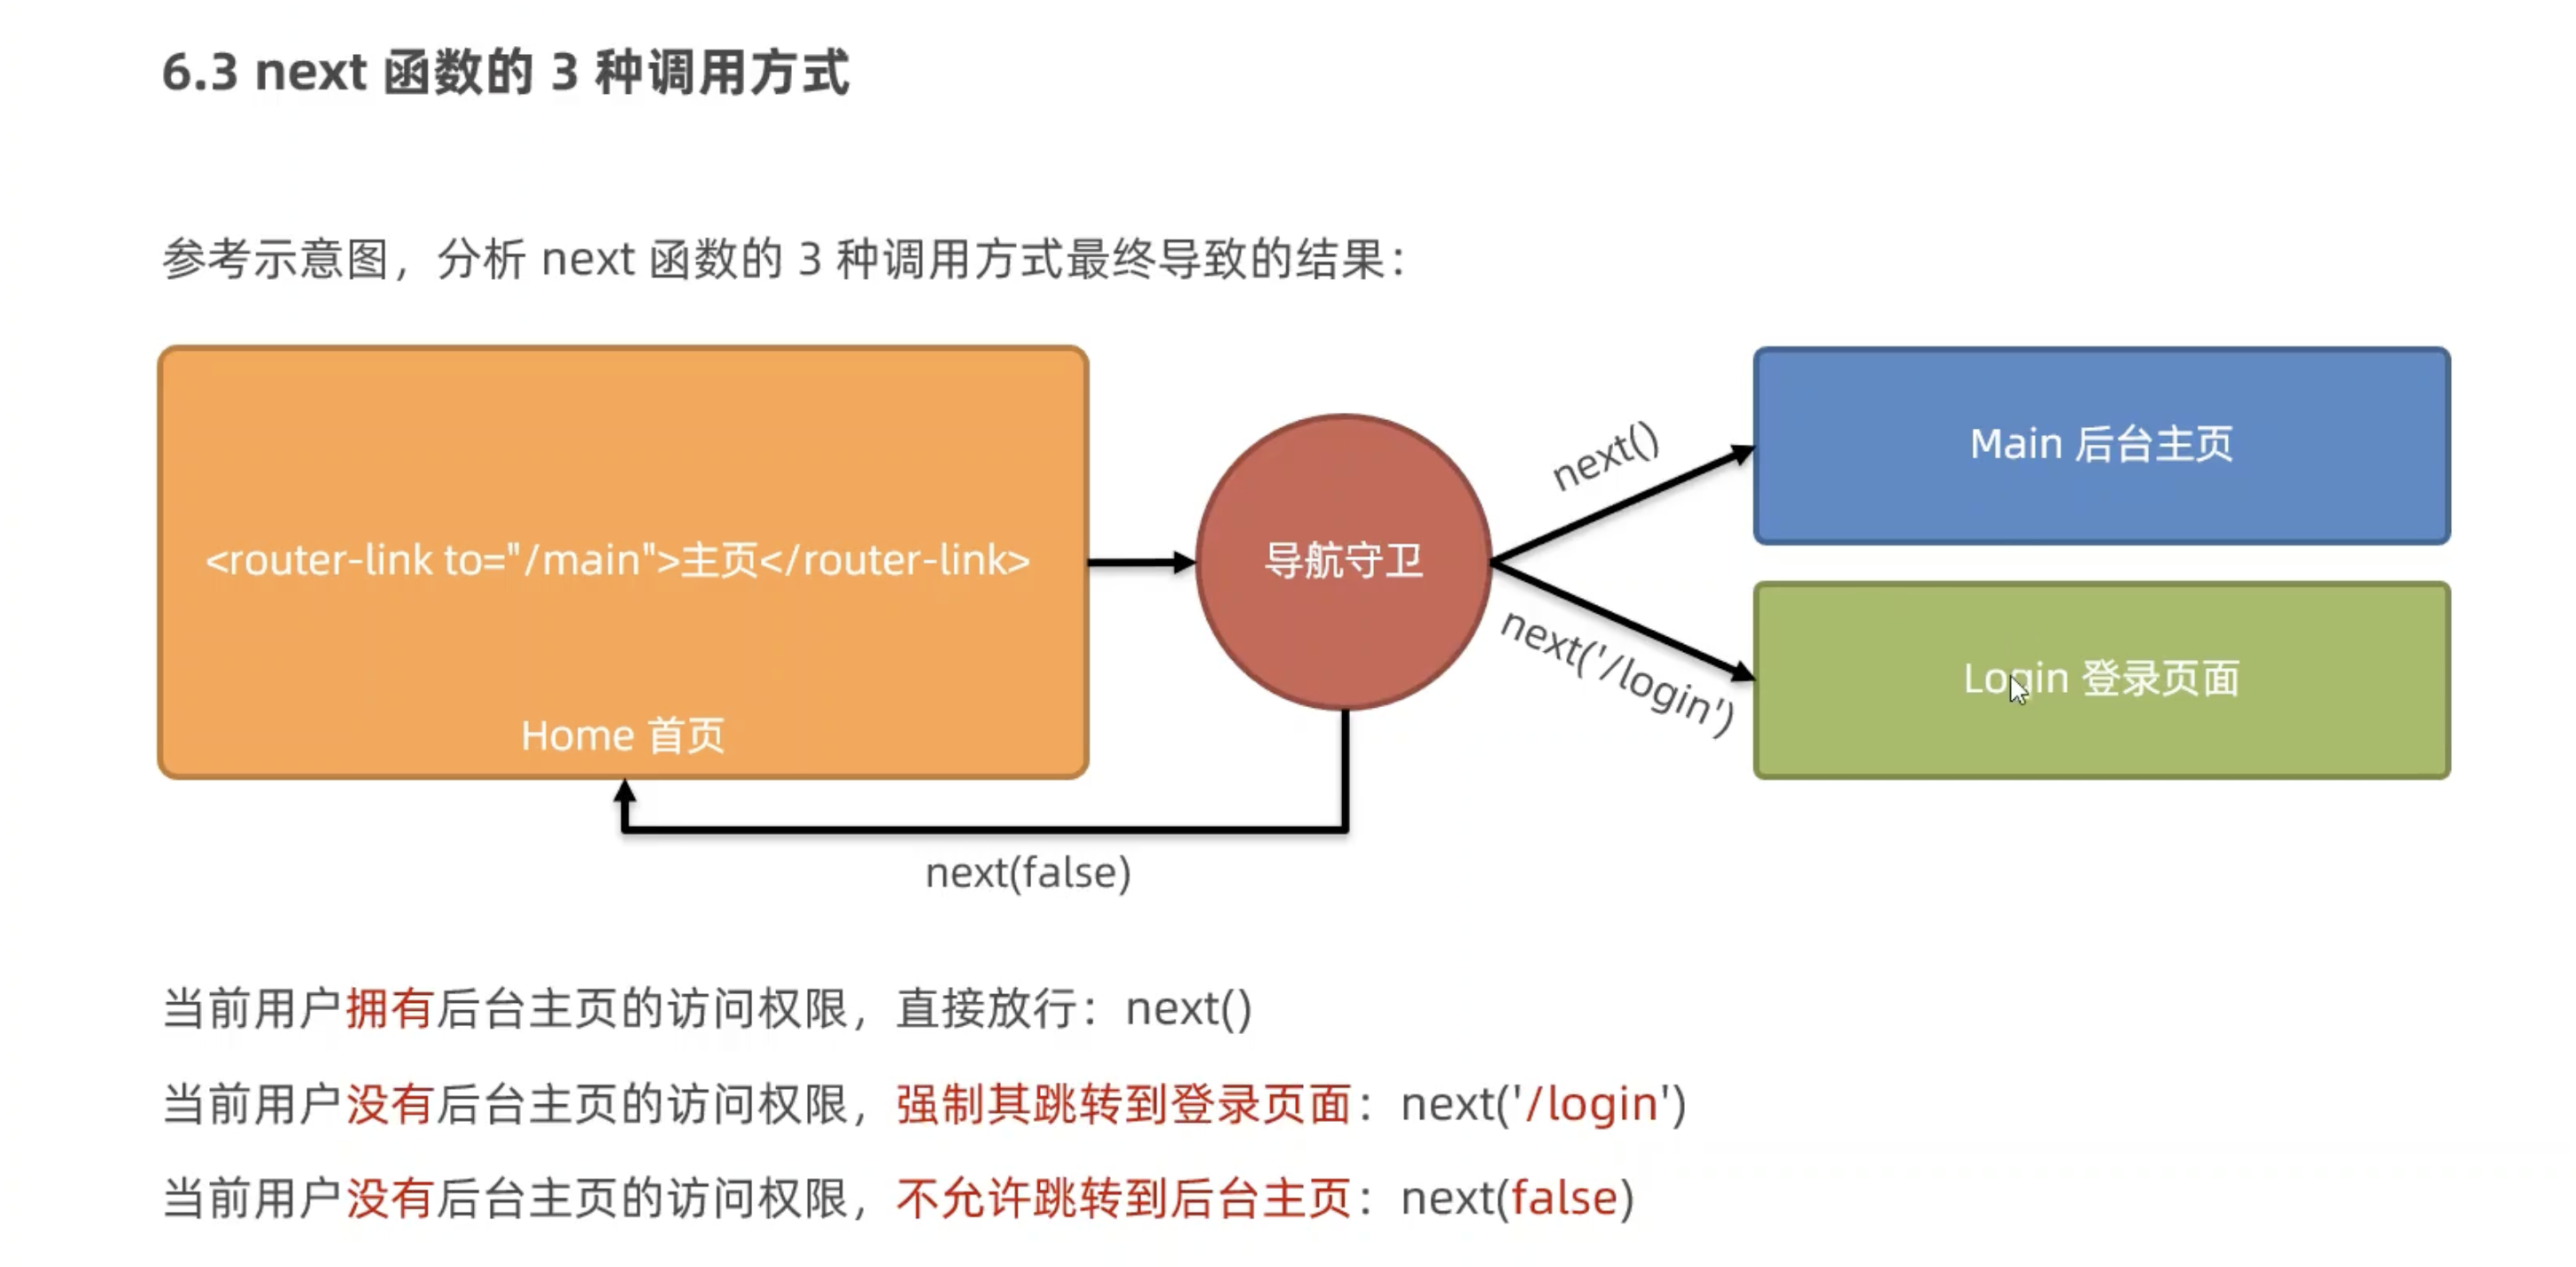 6.3 next 函数的 3 种调用方式
参考示意图，分析 next 函数的 3 种调用方式最终导致的结果：
<router-link to="/main">主页</router-link>
Home 首页
导航守卫
next()
Main 后台主页
next('/login')
Login 登录页面
next(false)
当前用户拥有后台主页的访问权限，直接放行：next()
当前用户没有后台主页的访问权限，强制其跳转到登录页面：next('/login')
当前用户没有后台主页的访问权限，不允许跳转到后台主页：next(false)